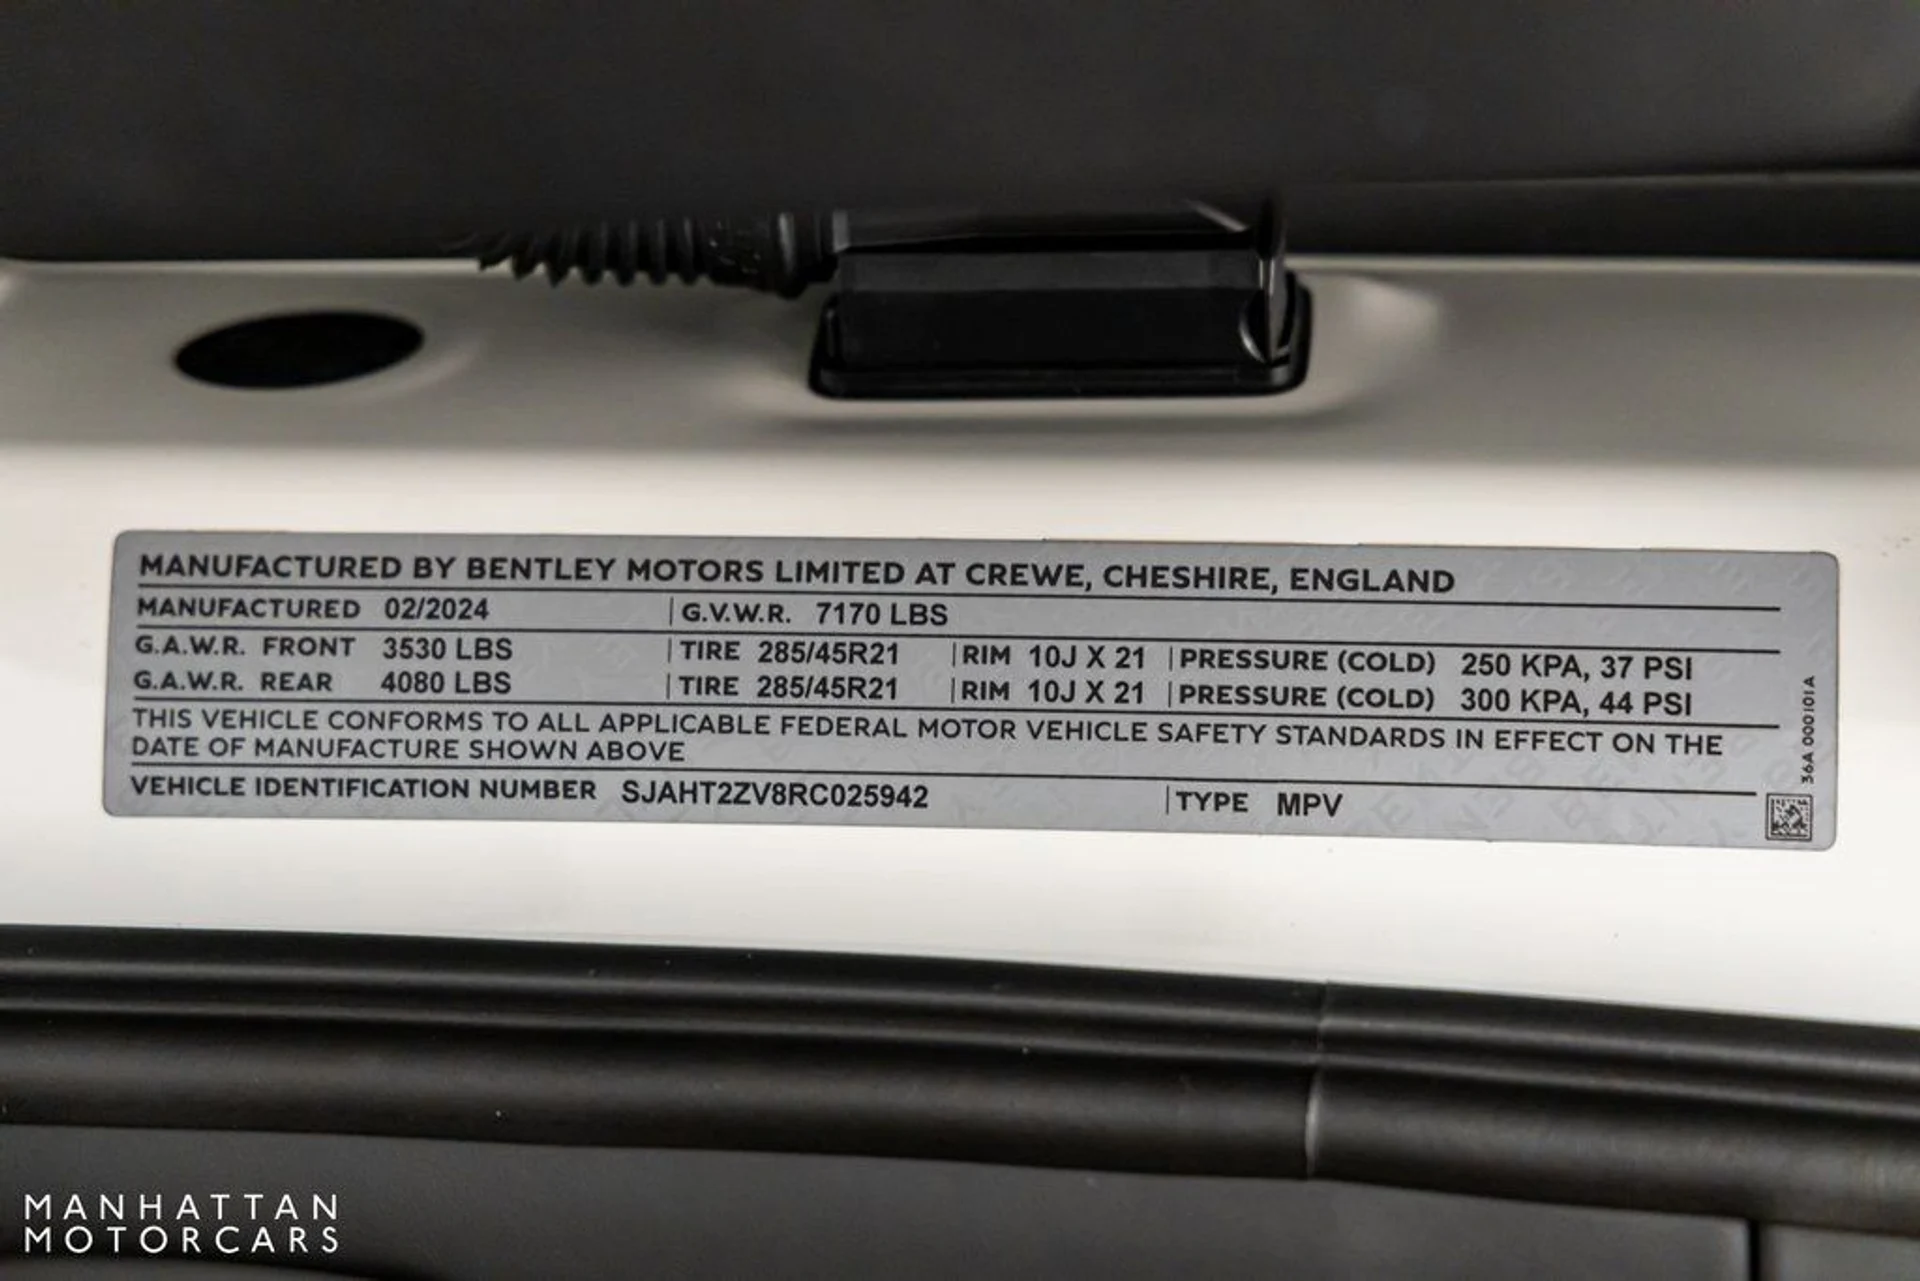 MANUFACTURED BY BENTLEY MOTORS LIMITED AT CREWE, CHESHIRE, ENGLAND
MANUFACTURED 02/2024 G.V.W.R. 7170 LBS
G.A.W.R. FRONT 3530 LBS TIRE 285/45R21 RIM 10J X 21 PRESSURE (COLD) 250 KPA, 37 PSI
G.A.W.R. REAR 4080 LBS TIRE 285/45R21 RIM 10J X 21 PRESSURE (COLD) 300 KPA, 44 PSI
THIS VEHICLE CONFORMS TO ALL APPLICABLE FEDERAL MOTOR VEHICLE SAFETY STANDARDS IN EFFECT ON THE
DATE OF MANUFACTURE SHOWN ABOVE
VEHICLE IDENTIFICATION NUMBER SJAHT2ZV8RC025942 TYPE MPV
36A 000101A
MANHATTAN
MOTORCARS